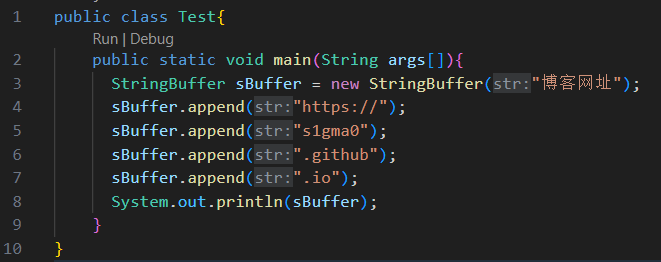 1 public class Test{
Run | Debug
2 public static void main(String args[]){
3 StringBuffer sBuffer = new StringBuffer(str:"博客网址");
4 sBuffer.append(str:"https://");
5 sBuffer.append(str:"s1gma0");
6 sBuffer.append(str:".github");
7 sBuffer.append(str:".io");
8 System.out.println(sBuffer);
9 }
10 }